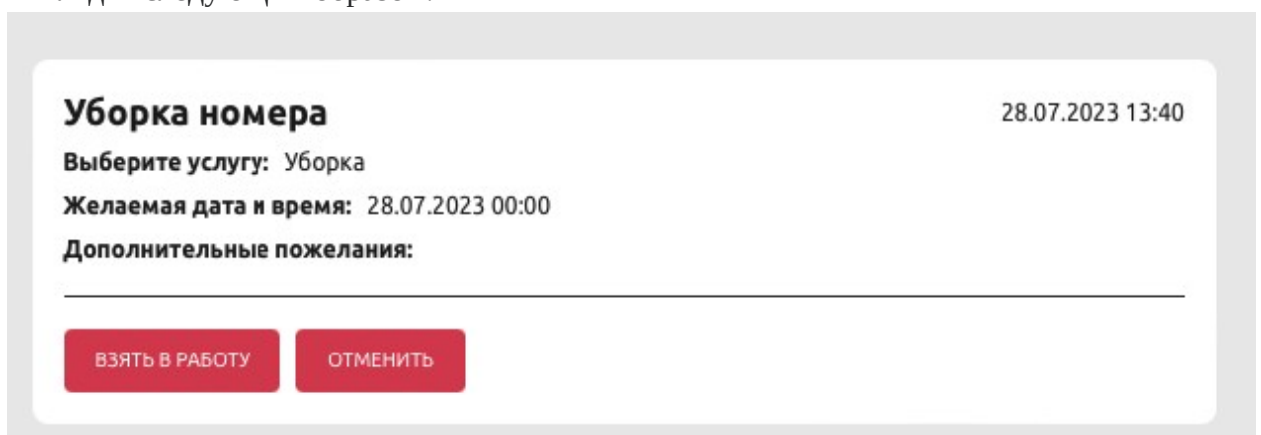 Уборка номера 28.07.2023 13:40
Выберите услугу: Уборка
Желаемая дата и время: 28.07.2023 00:00
Дополнительные пожелания:
ВЗЯТЬ В РАБОТУ ОТМЕНИТЬ